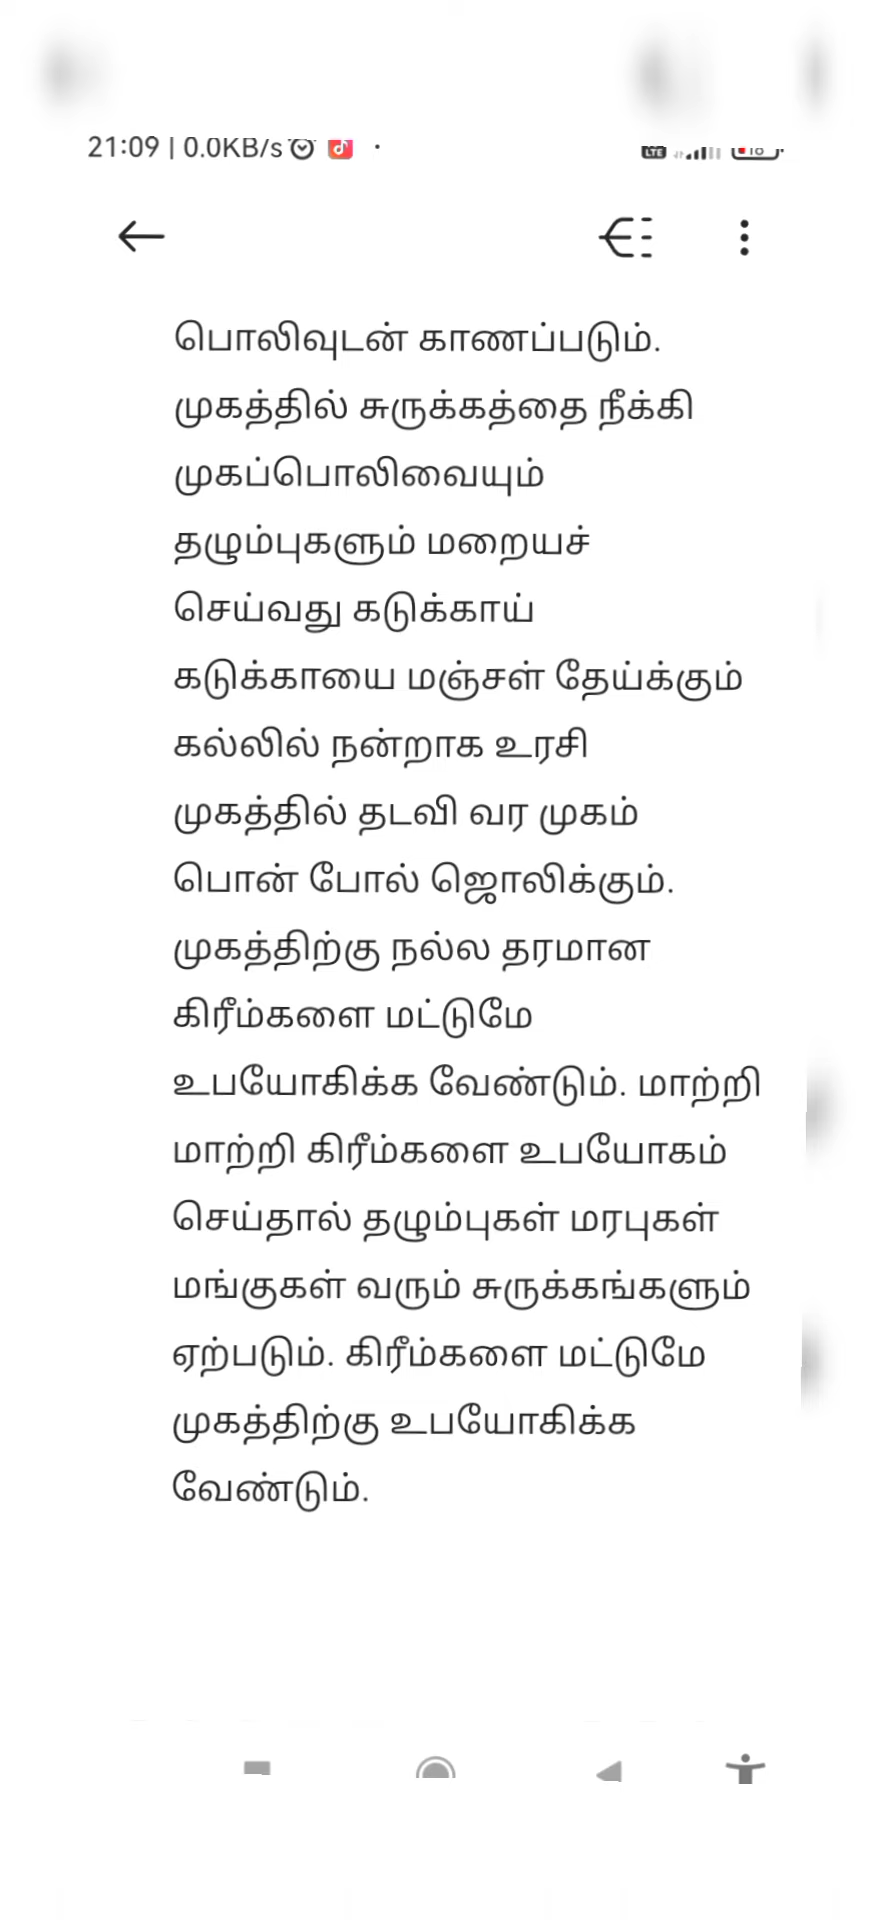 21:09 | 0.0KB/s
LTE
பொலிவுடன் காணப்படும்.
முகத்தில் சுருக்கத்தை நீக்கி
முகப்பொலிவையும்
தழும்புகளும் மறையச்
செய்வது கடுக்காய்
கடுக்காயை மஞ்சள் தேய்க்கும்
கல்லில் நன்றாக உரசி
முகத்தில் தடவி வர முகம்
பொன் போல் ஜொலிக்கும்.
முகத்திற்கு நல்ல தரமான
கிரீம்களை மட்டுமே
உபயோகிக்க வேண்டும். மாற்றி
மாற்றி கிரீம்களை உபயோகம்
செய்தால் தழும்புகள் மரபுகள்
மங்குகள் வரும் சுருக்கங்களும்
ஏற்படும். கிரீம்களை மட்டுமே
முகத்திற்கு உபயோகிக்க
வேண்டும்.